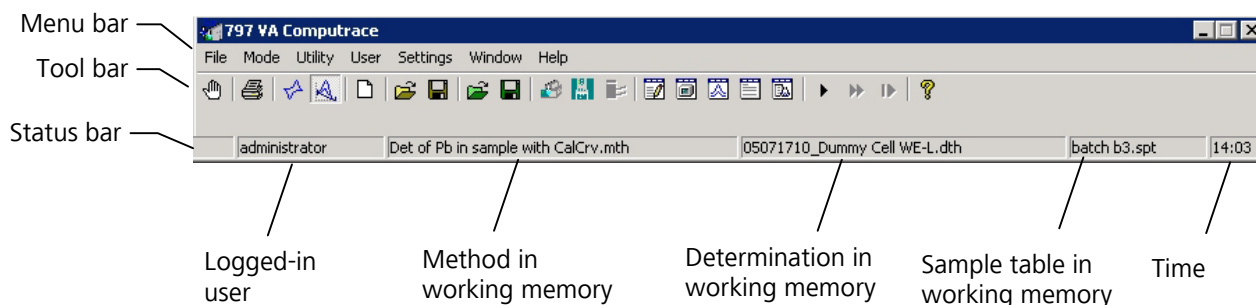 Menu bar
797 VA Computrace
File Mode Utility User Settings Window Help
Tool bar
Status bar
administrator Det of Pb in sample with CalCrv.mth 05071710_Dummy Cell WE-L.dth batch b3.spt 14:03
Logged-in
user
Method in
working memory
Determination in
working memory
Sample table in
working memory
Time